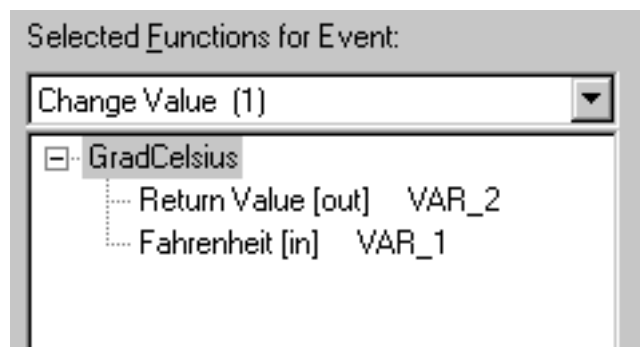 Selected Functions for Event:
Change Value (1)
GradCelsius
Return Value [out] VAR_2
Fahrenheit [in] VAR_1